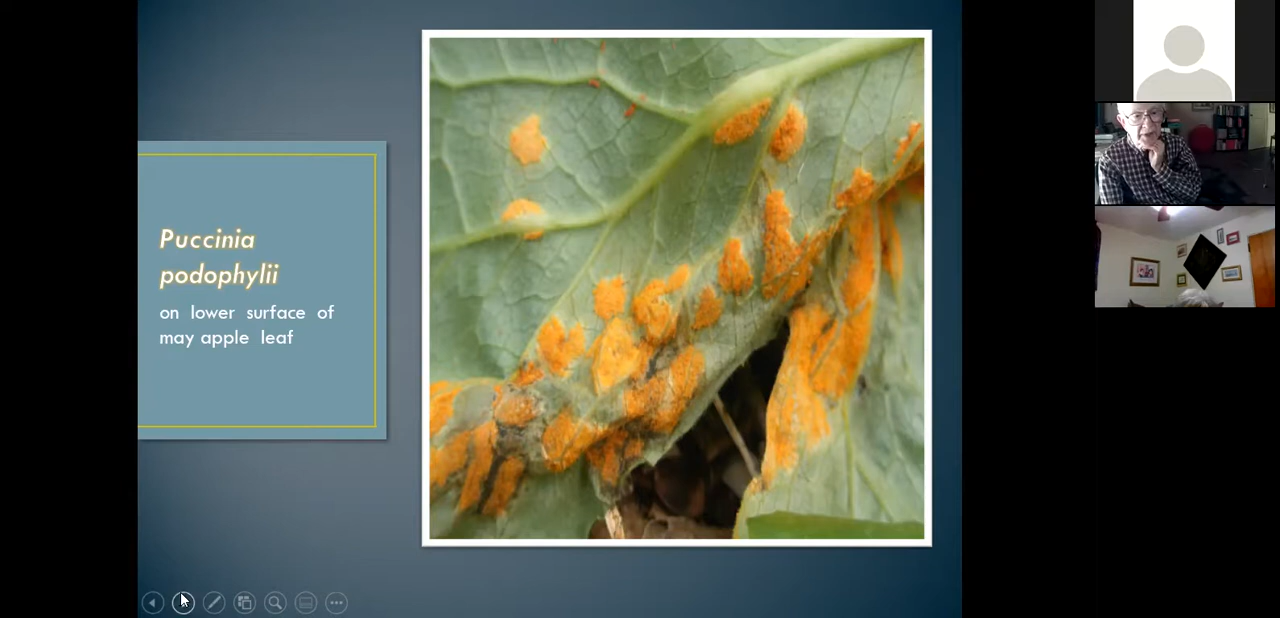 Puccinia
podophylii
on lower surface of
may apple leaf